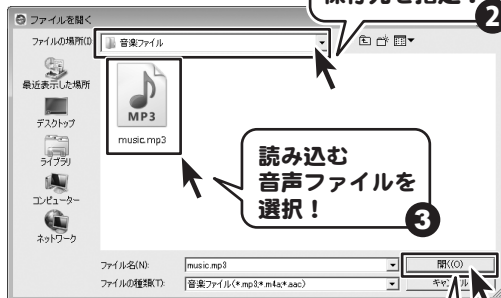 保存先を指定！
2
ファイルを開く
ファイルの場所(I):
音楽ファイル
最近表示した場所
デスクトップ
ライブラリ
コンピューター
ネットワーク
MP3
music.mp3
読み込む
音声ファイルを
選択！
3
ファイル名(N):
music.mp3
開く(O)
ファイルの種類(T):
音楽ファイル(*.mp3;*.m4a;*.aac)